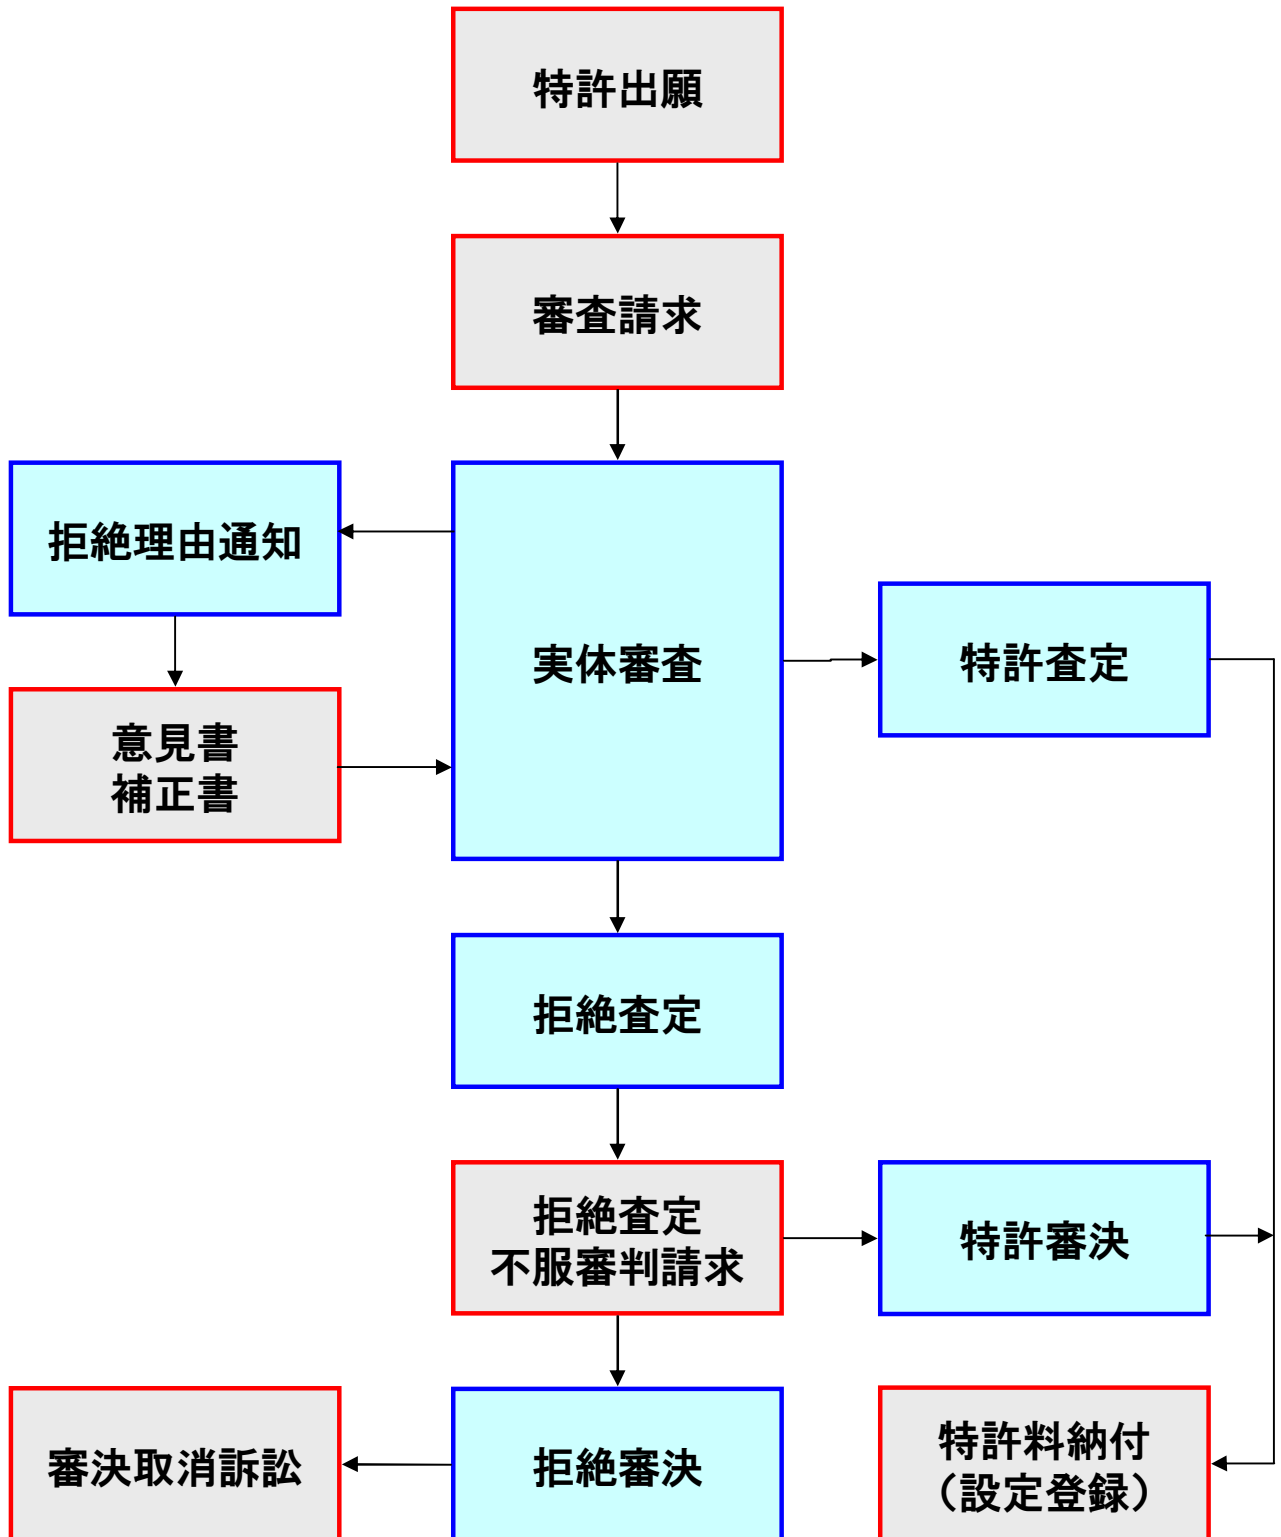 特許出願
審査請求
拒絶理由通知
実体審査
特許査定
意見書
補正書
拒絶査定
拒絶査定
不服審判請求
特許審決
審決取消訴訟
拒絶審決
特許料納付
（設定登録）